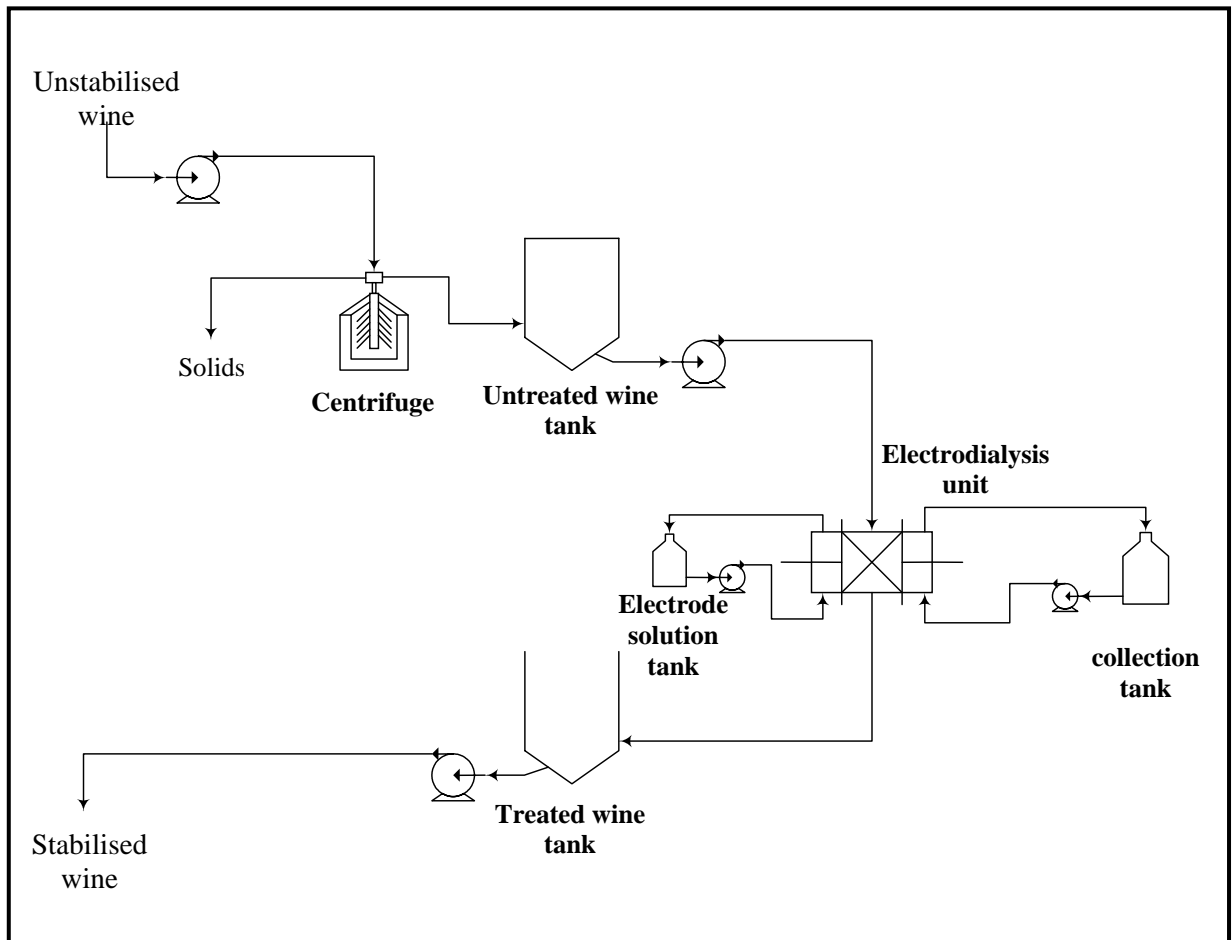 Unstabilised
wine
Solids
Centrifuge
Untreated wine
tank
Electrodialysis
unit
Electrode
solution
tank
collection
tank
Treated wine
tank
Stabilised
wine